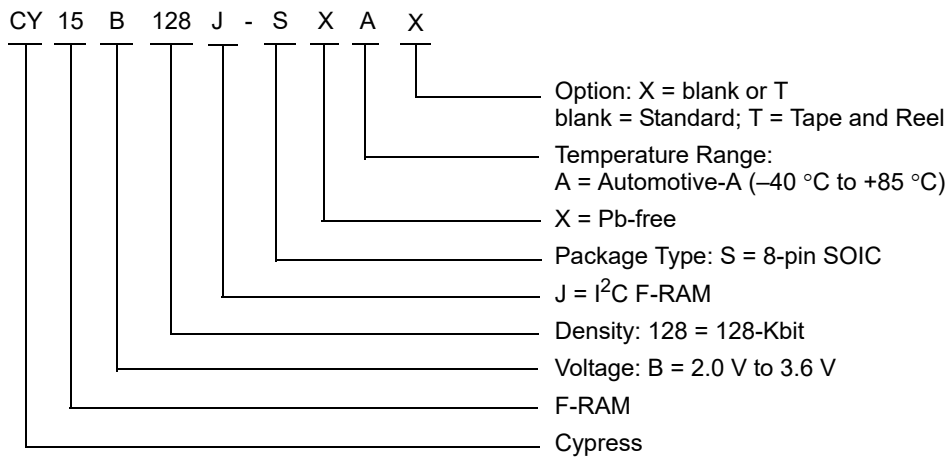 CY 15 B 128 J - S X A X
Option: X = blank or T
blank = Standard; T = Tape and Reel
Temperature Range:
A = Automotive-A (–40 °C to +85 °C)
X = Pb-free
Package Type: S = 8-pin SOIC
J = I²C F-RAM
Density: 128 = 128-Kbit
Voltage: B = 2.0 V to 3.6 V
F-RAM
Cypress